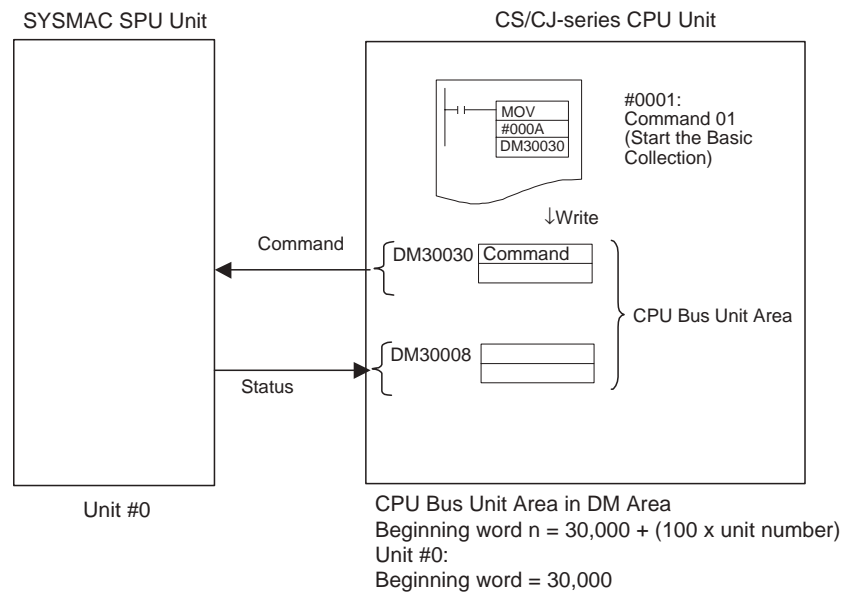 SYSMAC SPU Unit
CS/CJ-series CPU Unit
MOV
#000A
DM30030
#0001:
Command 01
(Start the Basic
Collection)
↓Write
Command
DM30030
Command
CPU Bus Unit Area
DM30008
Status
Unit #0
CPU Bus Unit Area in DM Area
Beginning word n = 30,000 + (100 x unit number)
Unit #0:
Beginning word = 30,000